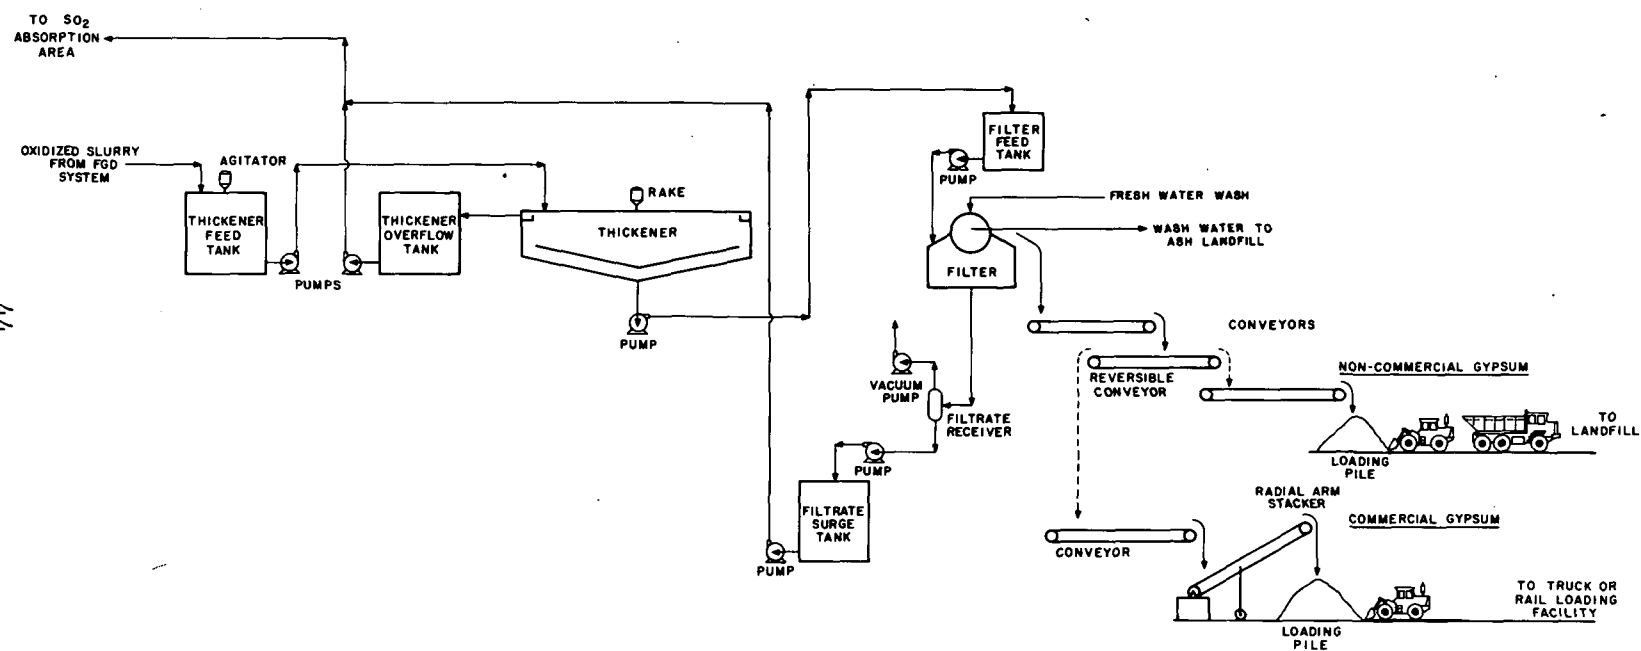 TO SO2
ABSORPTION
AREA
OXIDIZED SLURRY
FROM FGD
SYSTEM
AGITATOR
THICKENER
FEED
TANK
THICKENER
OVERFLOW
TANK
PUMPS
RAKE
THICKENER
PUMP
FILTER
FEED
TANK
PUMP
FRESH WATER WASH
WASH WATER TO
ASH LANDFILL
FILTER
VACUUM
PUMP
FILTRATE
RECEIVER
PUMP
FILTRATE
SURGE
TANK
PUMP
CONVEYORS
REVERSIBLE
CONVEYOR
NON-COMMERCIAL GYPSUM
TO
LANDFILL
LOADING
PILE
RADIAL ARM
STACKER
COMMERCIAL GYPSUM
CONVEYOR
TO TRUCK OR
RAIL LOADING
FACILITY
LOADING
PILE